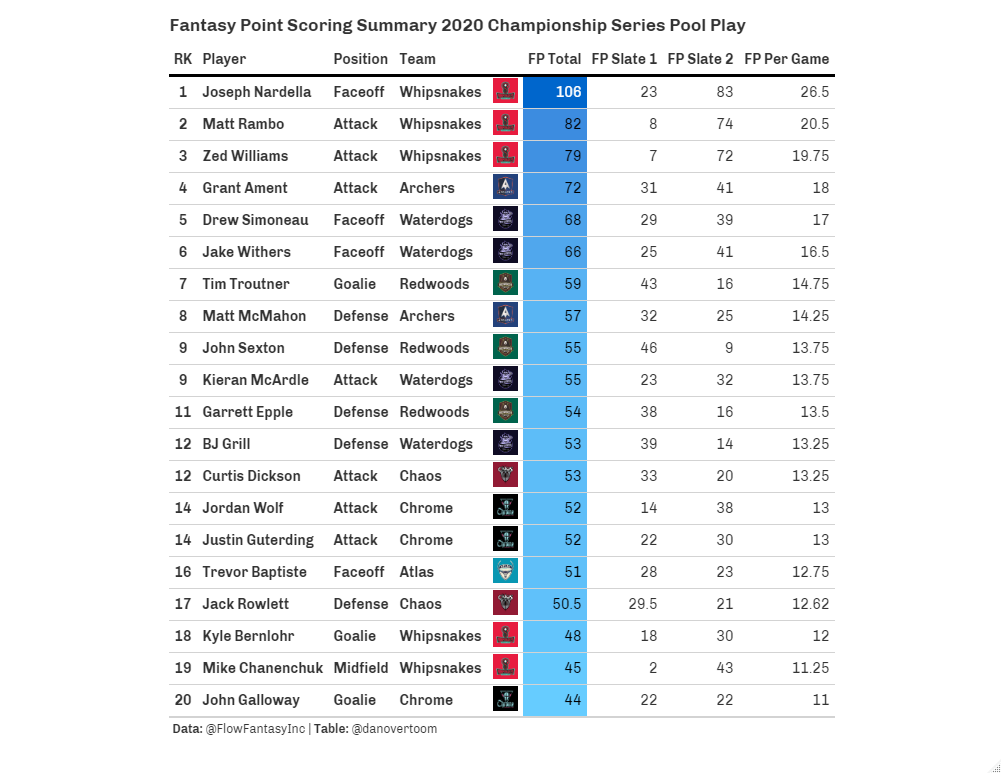 Fantasy Point Scoring Summary 2020 Championship Series Pool Play
RK Player Position Team FP Total FP Slate 1 FP Slate 2 FP Per Game
1 Joseph Nardella Faceoff Whipsnakes 106 23 83 26.5
2 Matt Rambo Attack Whipsnakes 82 8 74 20.5
3 Zed Williams Attack Whipsnakes 79 7 72 19.75
4 Grant Ament Attack Archers 72 31 41 18
5 Drew Simoneau Faceoff Waterdogs 68 29 39 17
6 Jake Withers Faceoff Waterdogs 66 25 41 16.5
7 Tim Troutner Goalie Redwoods 59 43 16 14.75
8 Matt McMahon Defense Archers 57 32 25 14.25
9 John Sexton Defense Redwoods 55 46 9 13.75
9 Kieran McArdle Attack Waterdogs 55 23 32 13.75
11 Garrett Epple Defense Redwoods 54 38 16 13.5
12 BJ Grill Defense Waterdogs 53 39 14 13.25
12 Curtis Dickson Attack Chaos 53 33 20 13.25
14 Jordan Wolf Attack Chrome 52 14 38 13
14 Justin Guterding Attack Chrome 52 22 30 13
16 Trevor Baptiste Faceoff Atlas 51 28 23 12.75
17 Jack Rowlett Defense Chaos 50.5 29.5 21 12.62
18 Kyle Bernlohr Goalie Whipsnakes 48 18 30 12
19 Mike Chanenchuk Midfield Whipsnakes 45 2 43 11.25
20 John Galloway Goalie Chrome 44 22 22 11
Data: @FlowFantasyInc | Table: @danovertoom